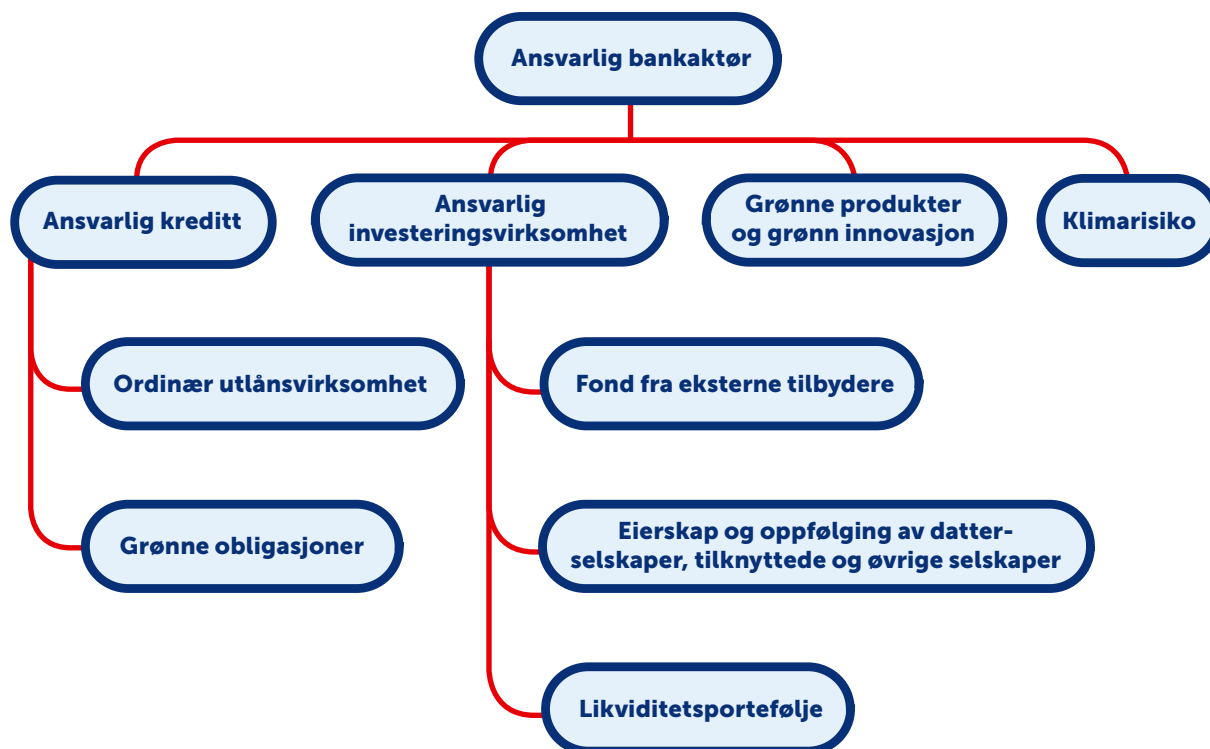 Ansvarlig bankaktør
Ansvarlig kreditt
Ansvarlig
investeringsvirksomhet
Grønne produkter
og grønn innovasjon
Klimarisiko
Ordinær utlånsvirksomhet
Fond fra eksterne tilbydere
Grønne obligasjoner
Eierskap og oppfølging av datter-
selskaper, tilknyttede og øvrige selskaper
Likviditetsportefølje